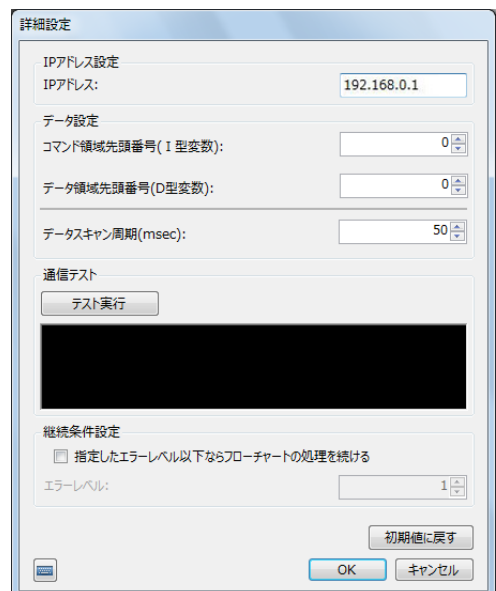 詳細設定
IPアドレス設定
IPアドレス: 192.168.0.1
データ設定
コマンド領域先頭番号(Ｉ型変数): 0
データ領域先頭番号(D型変数): 0
データスキャン周期(msec): 50
通信テスト
テスト実行
継続条件設定
指定したエラーレベル以下ならフローチャートの処理を続ける
エラーレベル: 1
初期値に戻す
OK キャンセル